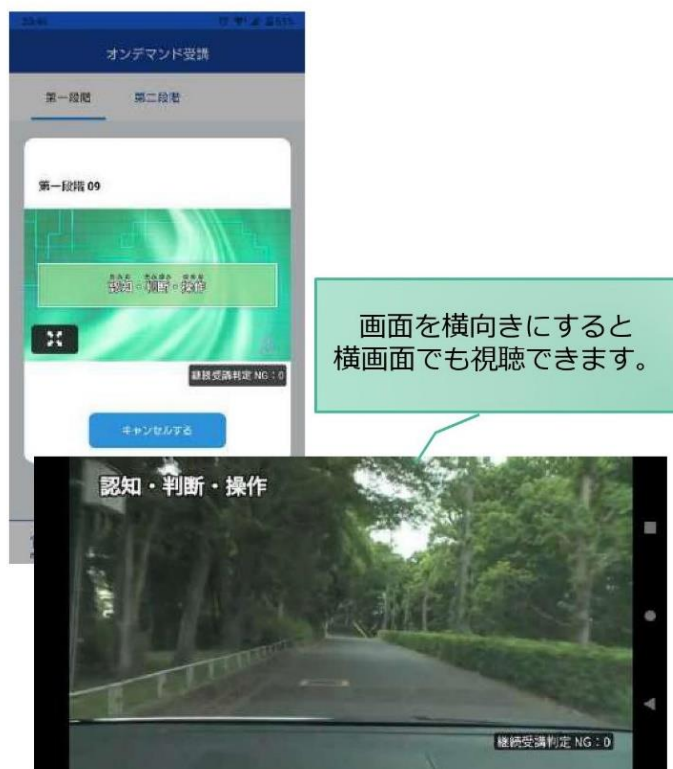 20:46
65%
オンデマンド受講
第一段階
第二段階
第一段階 09
認知・判断・操作
継続受講判定 NG：0
キャンセルする
画面を横向きにすると
横画面でも視聴できます。
認知・判断・操作
継続受講判定 NG：0